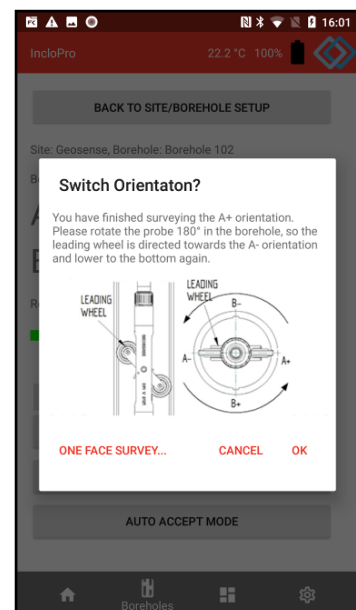 16:01
IncloPro 22.2 °C 100%
BACK TO SITE/BOREHOLE SETUP
Site: Geosense, Borehole: Borehole 102
Switch Orientaton?
You have finished surveying the A+ orientation.
Please rotate the probe 180° in the borehole, so the
leading wheel is directed towards the A- orientation
and lower to the bottom again.
LEADING
WHEEL
LEADING
WHEEL
B-
A-
A+
B+
ONE FACE SURVEY...
CANCEL
OK
AUTO ACCEPT MODE
Boreholes